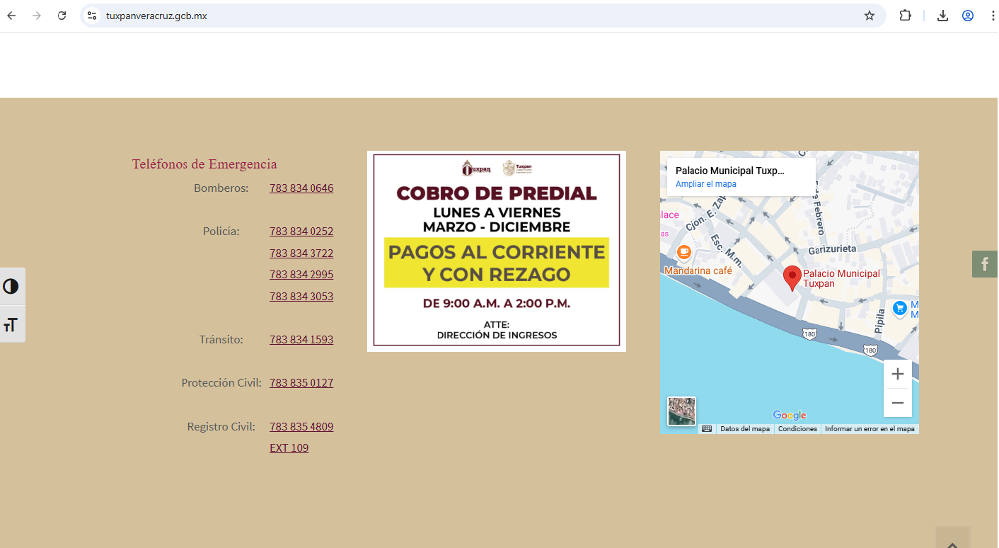 tuxpanveracruz.gob.mx
Teléfonos de Emergencia
Bomberos: 783 834 0646
Policía: 783 834 0252
783 834 3722
783 834 2995
783 834 3053
Tránsito: 783 834 1593
Protección Civil: 783 835 0127
Registro Civil: 783 835 4809
EXT 109
Tuxpan
Tuxpan
COBRO DE PREDIAL
LUNES A VIERNES
MARZO - DICIEMBRE
PAGOS AL CORRIENTE
Y CON REZAGO
DE 9:00 A.M. A 2:00 P.M.
ATTE:
DIRECCIÓN DE INGRESOS
Palacio Municipal Tuxp...
Ampliar el mapa
lace
as
Cjon. E. Zap
de Febrero
Esc. M.m.
Garizurieta
Mandarina café
Palacio Municipal
Tuxpan
Pipila
M
M
180
180
Google
Datos del mapa
Condiciones
Informar un error en el mapa
f
TT